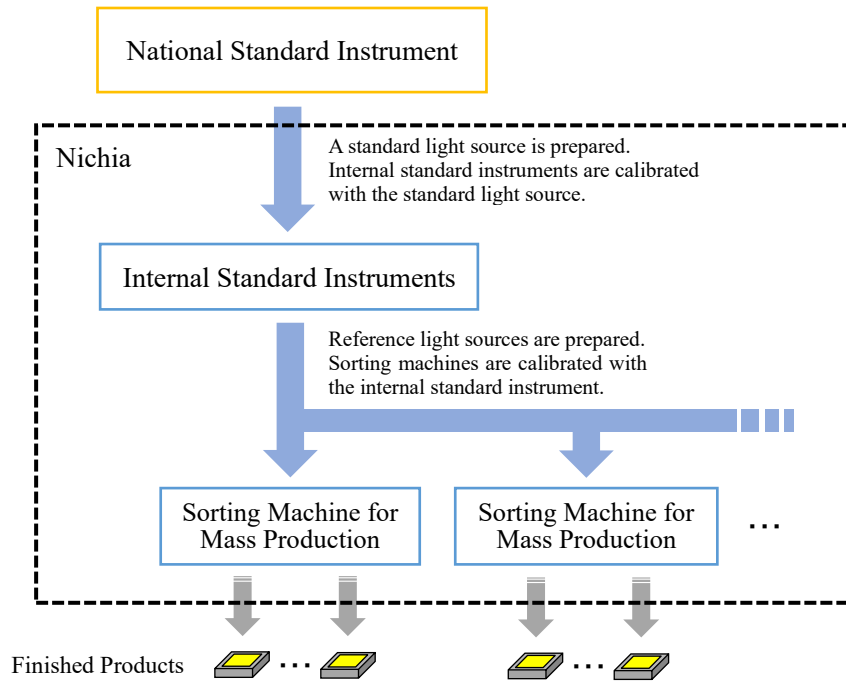 National Standard Instrument
Nichia
A standard light source is prepared.
Internal standard instruments are calibrated
with the standard light source.
Internal Standard Instruments
Reference light sources are prepared.
Sorting machines are calibrated with
the internal standard instrument.
Sorting Machine for
Mass Production
Sorting Machine for
Mass Production
...
Finished Products
...
...